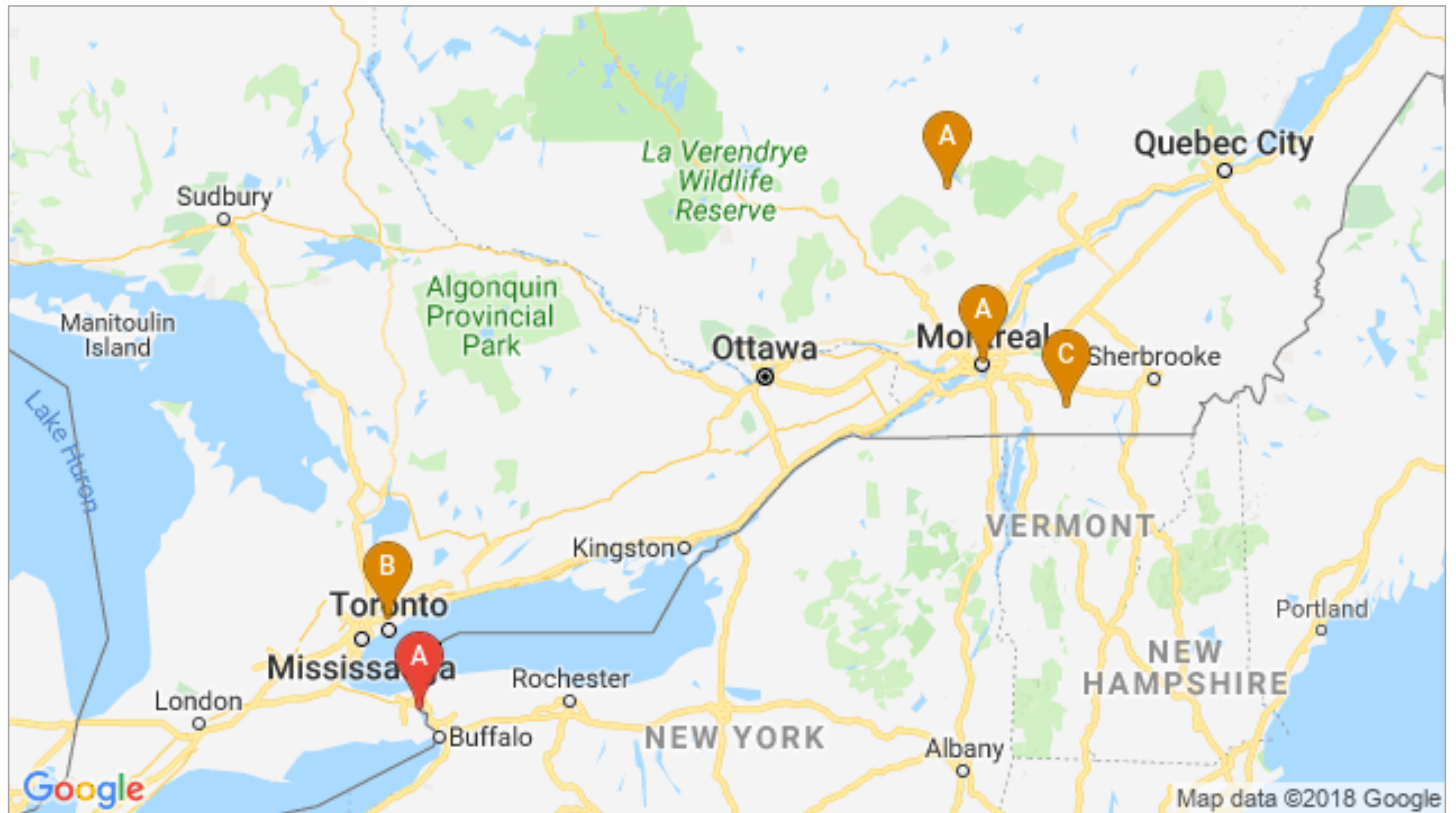 A
Quebec City
La Verendrye
Wildlife
Reserve
Sudbury
Algonquin
Provincial
Park
Manitoulin
Island
A
Montreal
Ottawa
C
Sherbrooke
Lake Huron
VERMONT
Kingston
B
Toronto
Portland
A
Mississauga
Rochester
NEW
HAMPSHIRE
London
Buffalo
NEW YORK
Albany
Google
Map data ©2018 Google